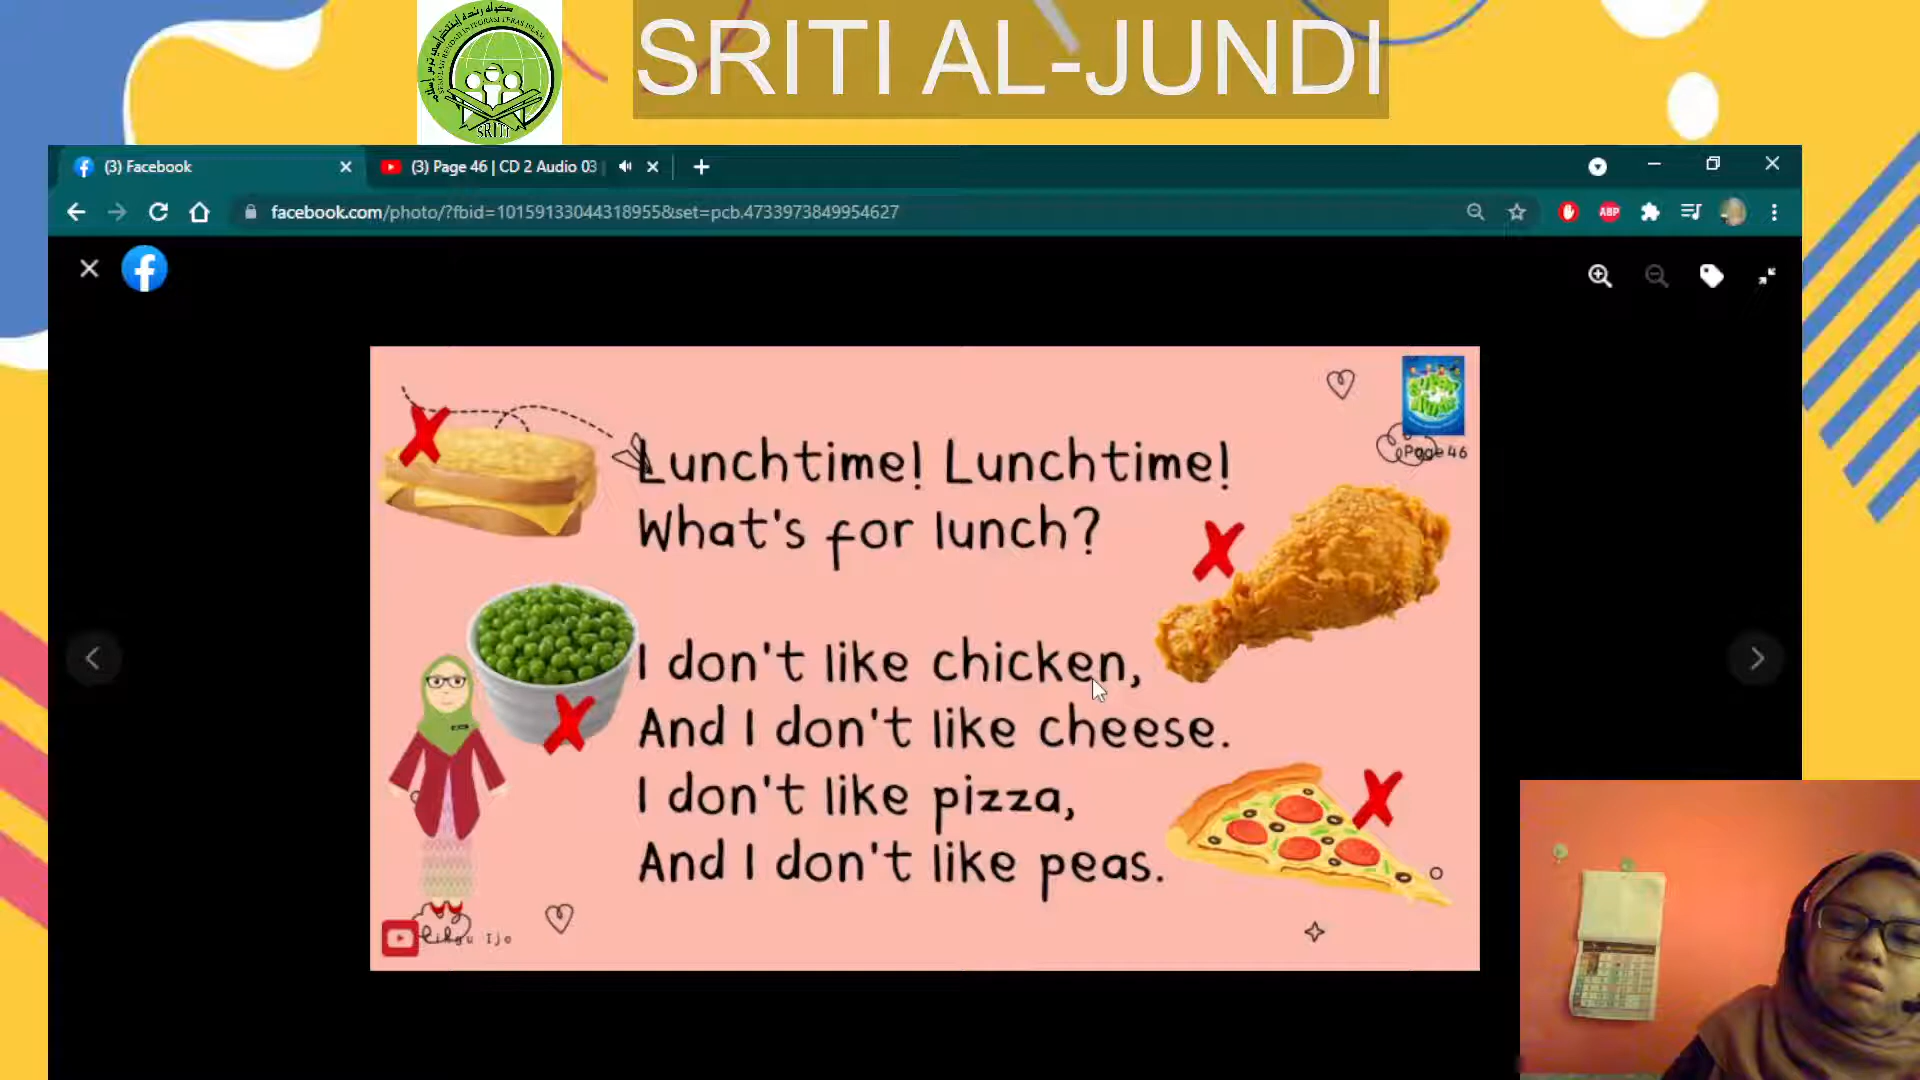 SRITI AL-JUNDI
SRITI
(3) Facebook
(3) Page 46 | CD 2 Audio 03
facebook.com/photo/?fbid=10159133044318955&set=pcb.4733973849954627
ABP
Page 46
Lunchtime! Lunchtime!
What's for lunch?
I don't like chicken,
And I don't like cheese.
I don't like pizza,
And I don't like peas.